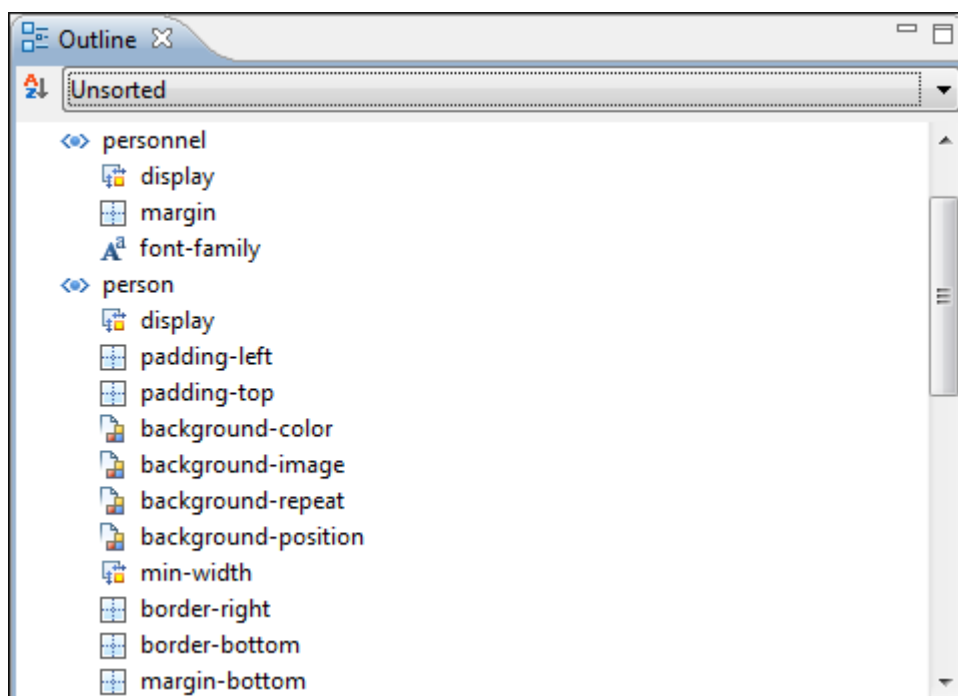 Outline
Unsorted
personnel
display
margin
font-family
person
display
padding-left
padding-top
background-color
background-image
background-repeat
background-position
min-width
border-right
border-bottom
margin-bottom